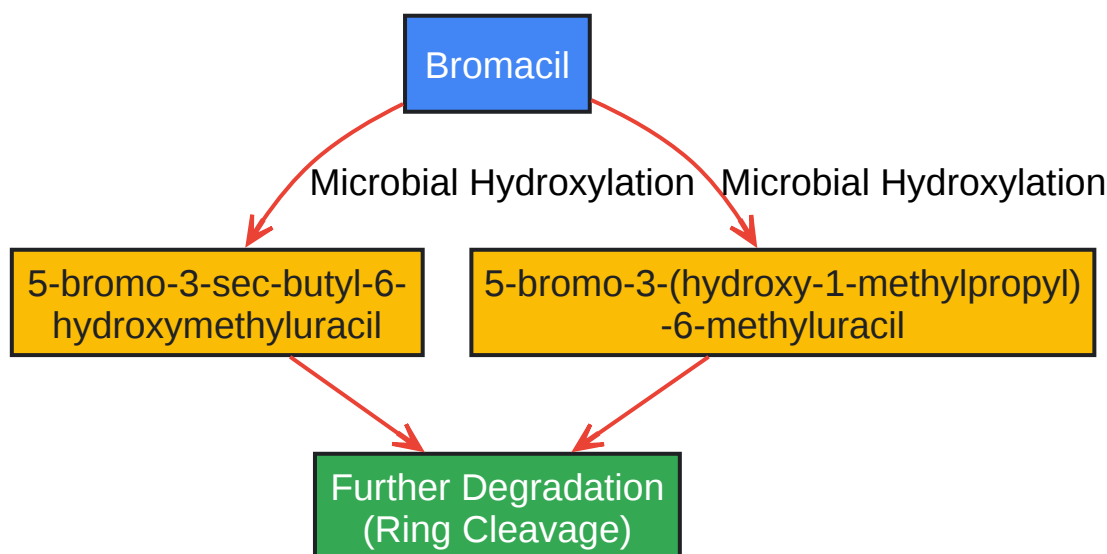 Bromacil
Microbial Hydroxylation
Microbial Hydroxylation
5-bromo-3-sec-butyl-6-
hydroxymethyluracil
5-bromo-3-(hydroxy-1-methylpropyl)
-6-methyluracil
Further Degradation
(Ring Cleavage)